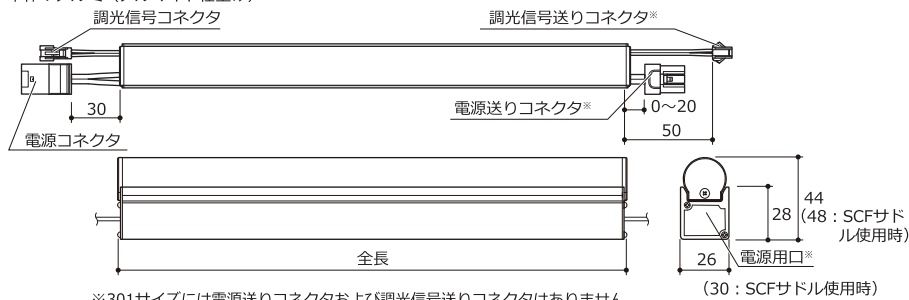 調光信号コネクタ
調光信号送りコネクタ※
30
電源送りコネクタ※
0～20
50
電源コネクタ
44
(48：SCFサドル使用時)
28
全長
26
電源用口※
(30：SCFサドル使用時)
※301サイズには電源送りコネクタおよび調光信号送りコネクタはありません